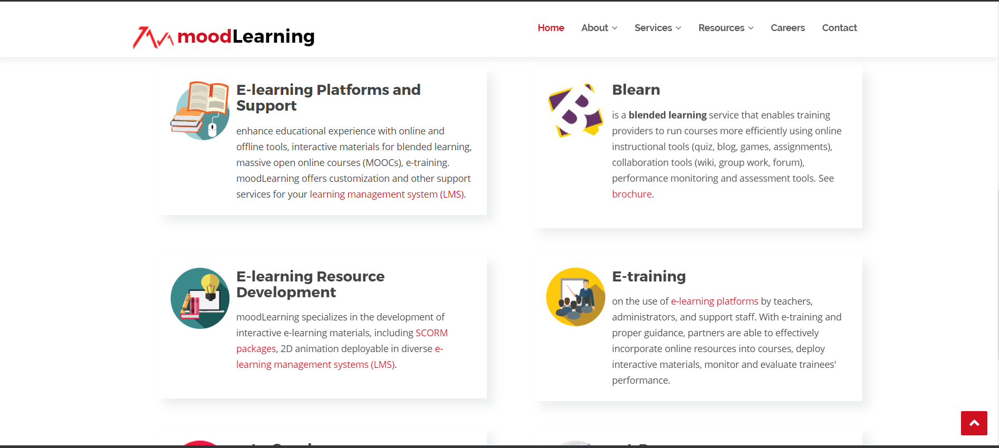 moodLearning
Home About Services Resources Careers Contact
E-learning Platforms and
Support
enhance educational experience with online and
offline tools, interactive materials for blended learning,
massive open online courses (MOOCs), e-training.
moodLearning offers customization and other support
services for your learning management system (LMS).
Blearn
is a blended learning service that enables training
providers to run courses more efficiently using online
instructional tools (quiz, blog, games, assignments),
collaboration tools (wiki, group work, forum),
performance monitoring and assessment tools. See
brochure.
E-learning Resource
Development
moodLearning specializes in the development of
interactive e-learning materials, including SCORM
packages, 2D animation deployable in diverse e-
learning management systems (LMS).
E-training
on the use of e-learning platforms by teachers,
administrators, and support staff. With e-training and
proper guidance, partners are able to effectively
incorporate online resources into courses, deploy
interactive materials, monitor and evaluate trainees'
performance.